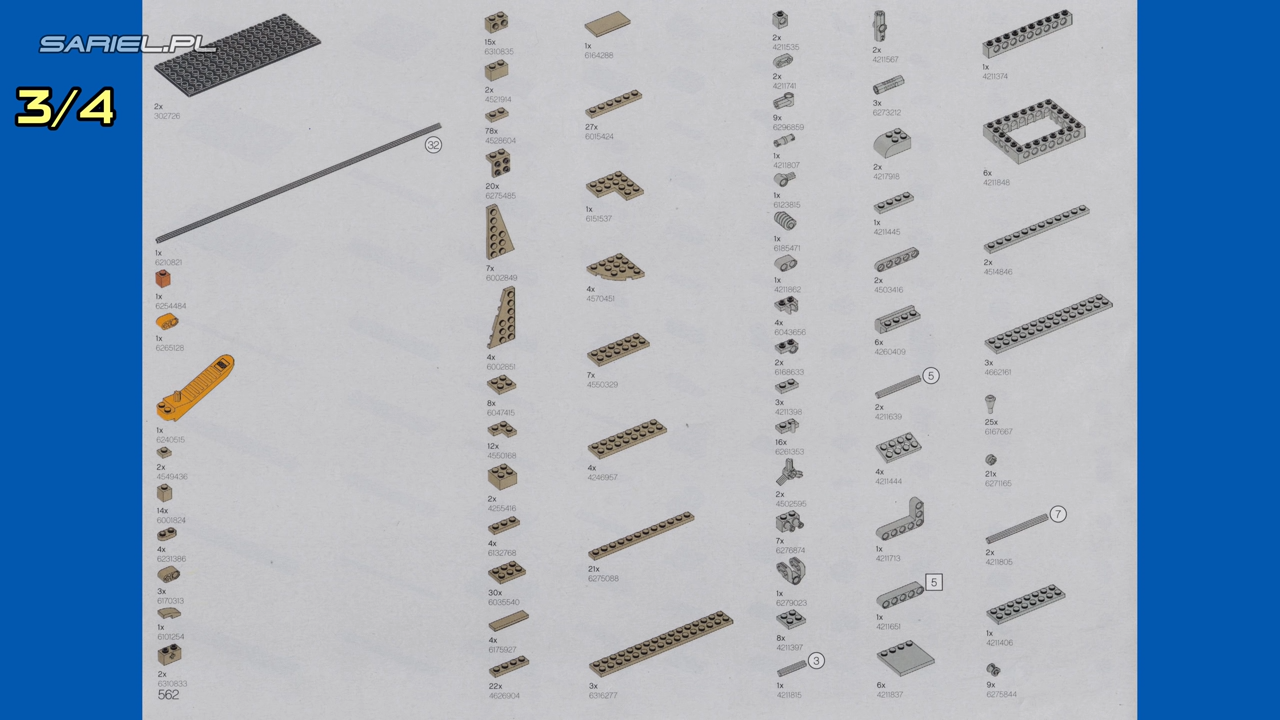 SARIEL.PL
3/4
2x
302726
32
1x
6210821
1x
6254484
1x
6265128
1x
6240515
2x
4549436
14x
6001824
4x
6231386
3x
6170313
1x
6101254
2x
6310833
562
15x
6310835
2x
4521914
78x
4528604
20x
6275485
7x
6002849
4x
6002851
8x
6047415
12x
4550168
2x
4255416
4x
6132768
30x
6035540
4x
6175927
22x
4626904
1x
6164288
27x
6015424
1x
6151537
4x
4570451
7x
4550329
4x
4246957
21x
6275088
3x
6316277
2x
4211535
2x
4211741
9x
6296859
1x
4211807
1x
6123815
1x
6185471
1x
4211862
4x
6043656
2x
6168633
3x
4211398
16x
6261353
2x
4502595
7x
6276874
1x
6279023
8x
4211397
3
1x
4211815
2x
4211567
3x
6273212
2x
4217918
1x
4211445
2x
4503416
6x
4260409
5
2x
4211639
4x
4211444
1x
4211713
5
1x
4211651
6x
4211837
1x
4211374
6x
4211848
2x
4514846
3x
4662161
25x
6167667
21x
6271165
7
2x
4211805
1x
4211406
9x
6275844